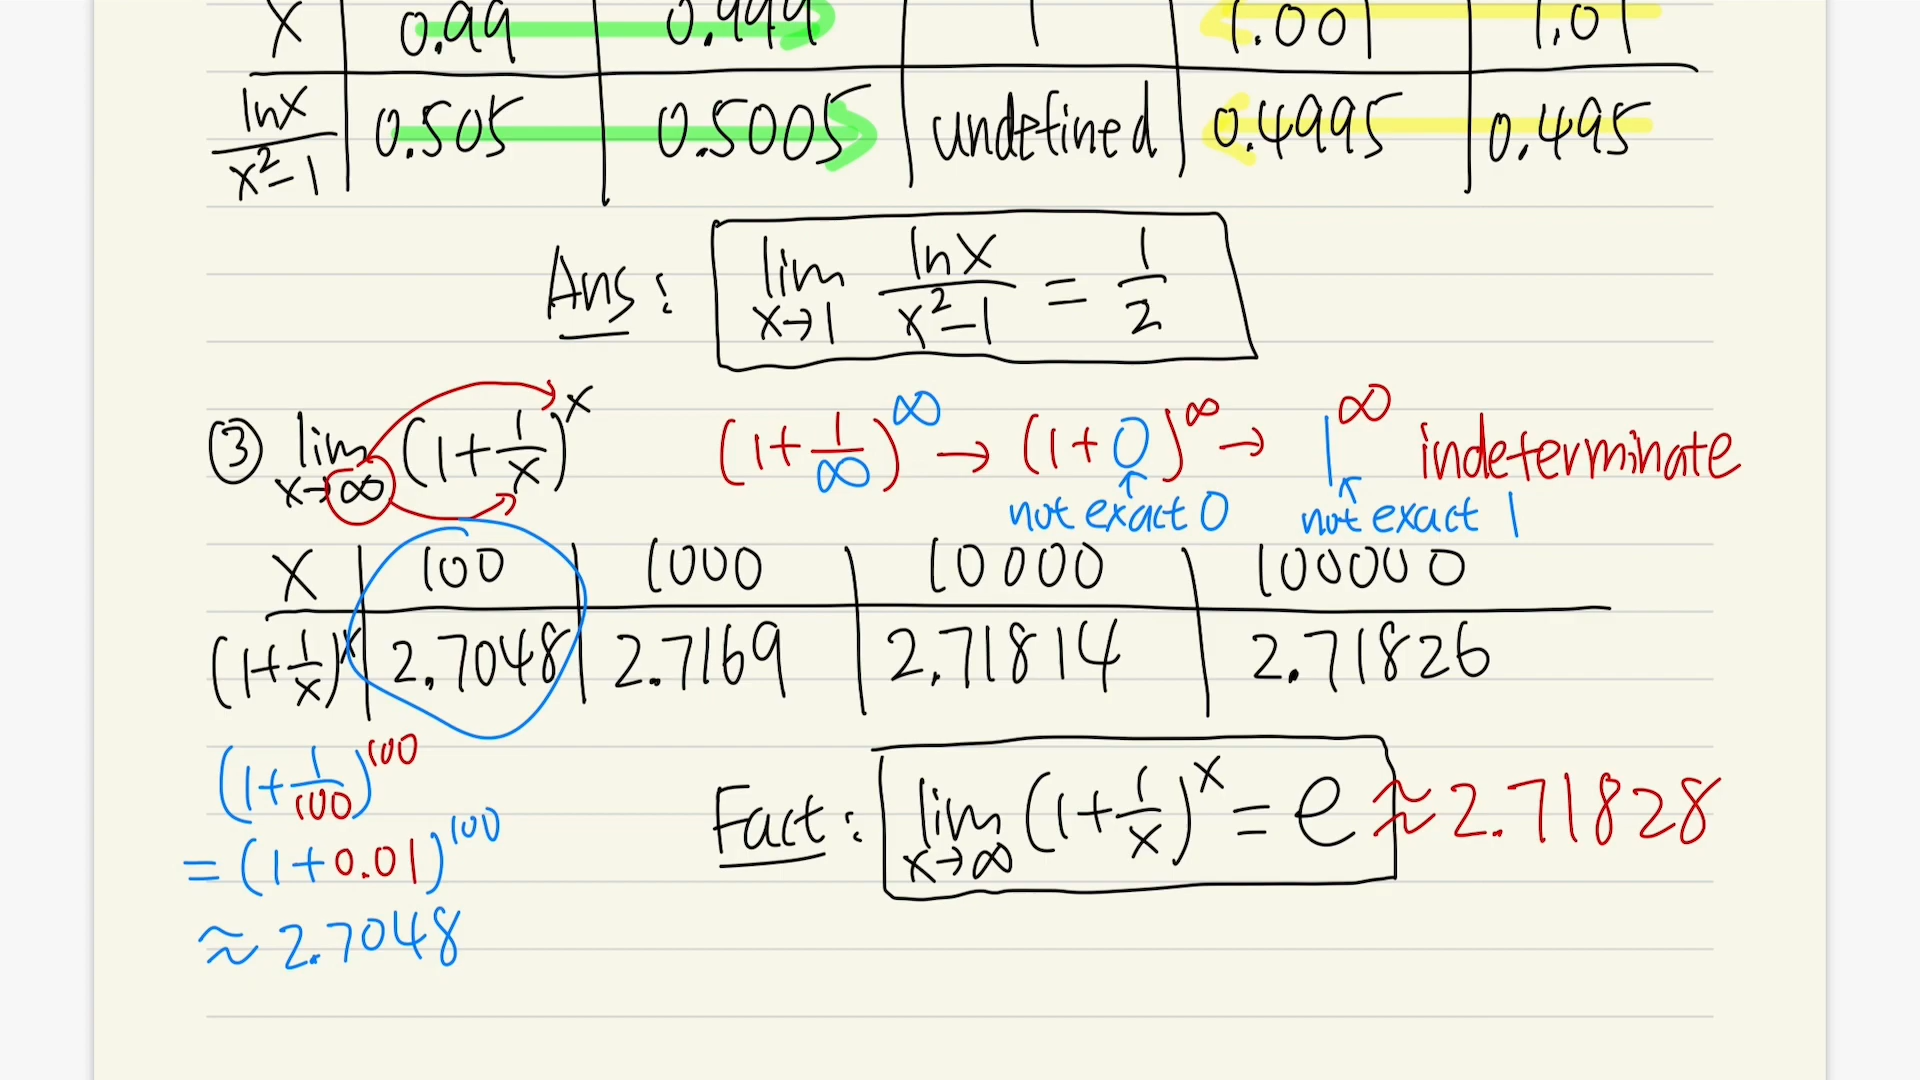 x | 0.99 | 0.999 | 1 | 1.001 | 1.01
lnx/(x²-1) | 0.505 | 0.5005 | undefined | 0.4995 | 0.495
Ans: lim x→1 lnx/(x²-1) = 1/2
③ lim x→∞ (1+1/x)^x (1+1/∞)^∞ → (1+0)^∞ → 1^∞ indeterminate
not exact 0 not exact 1
x | 100 | 1000 | 10000 | 100000
(1+1/x)^x | 2.7048 | 2.7169 | 2.71814 | 2.71826
(1+1/100)^100
= (1+0.01)^100
≈ 2.7048
Fact: lim x→∞ (1+1/x)^x = e ≈ 2.71828